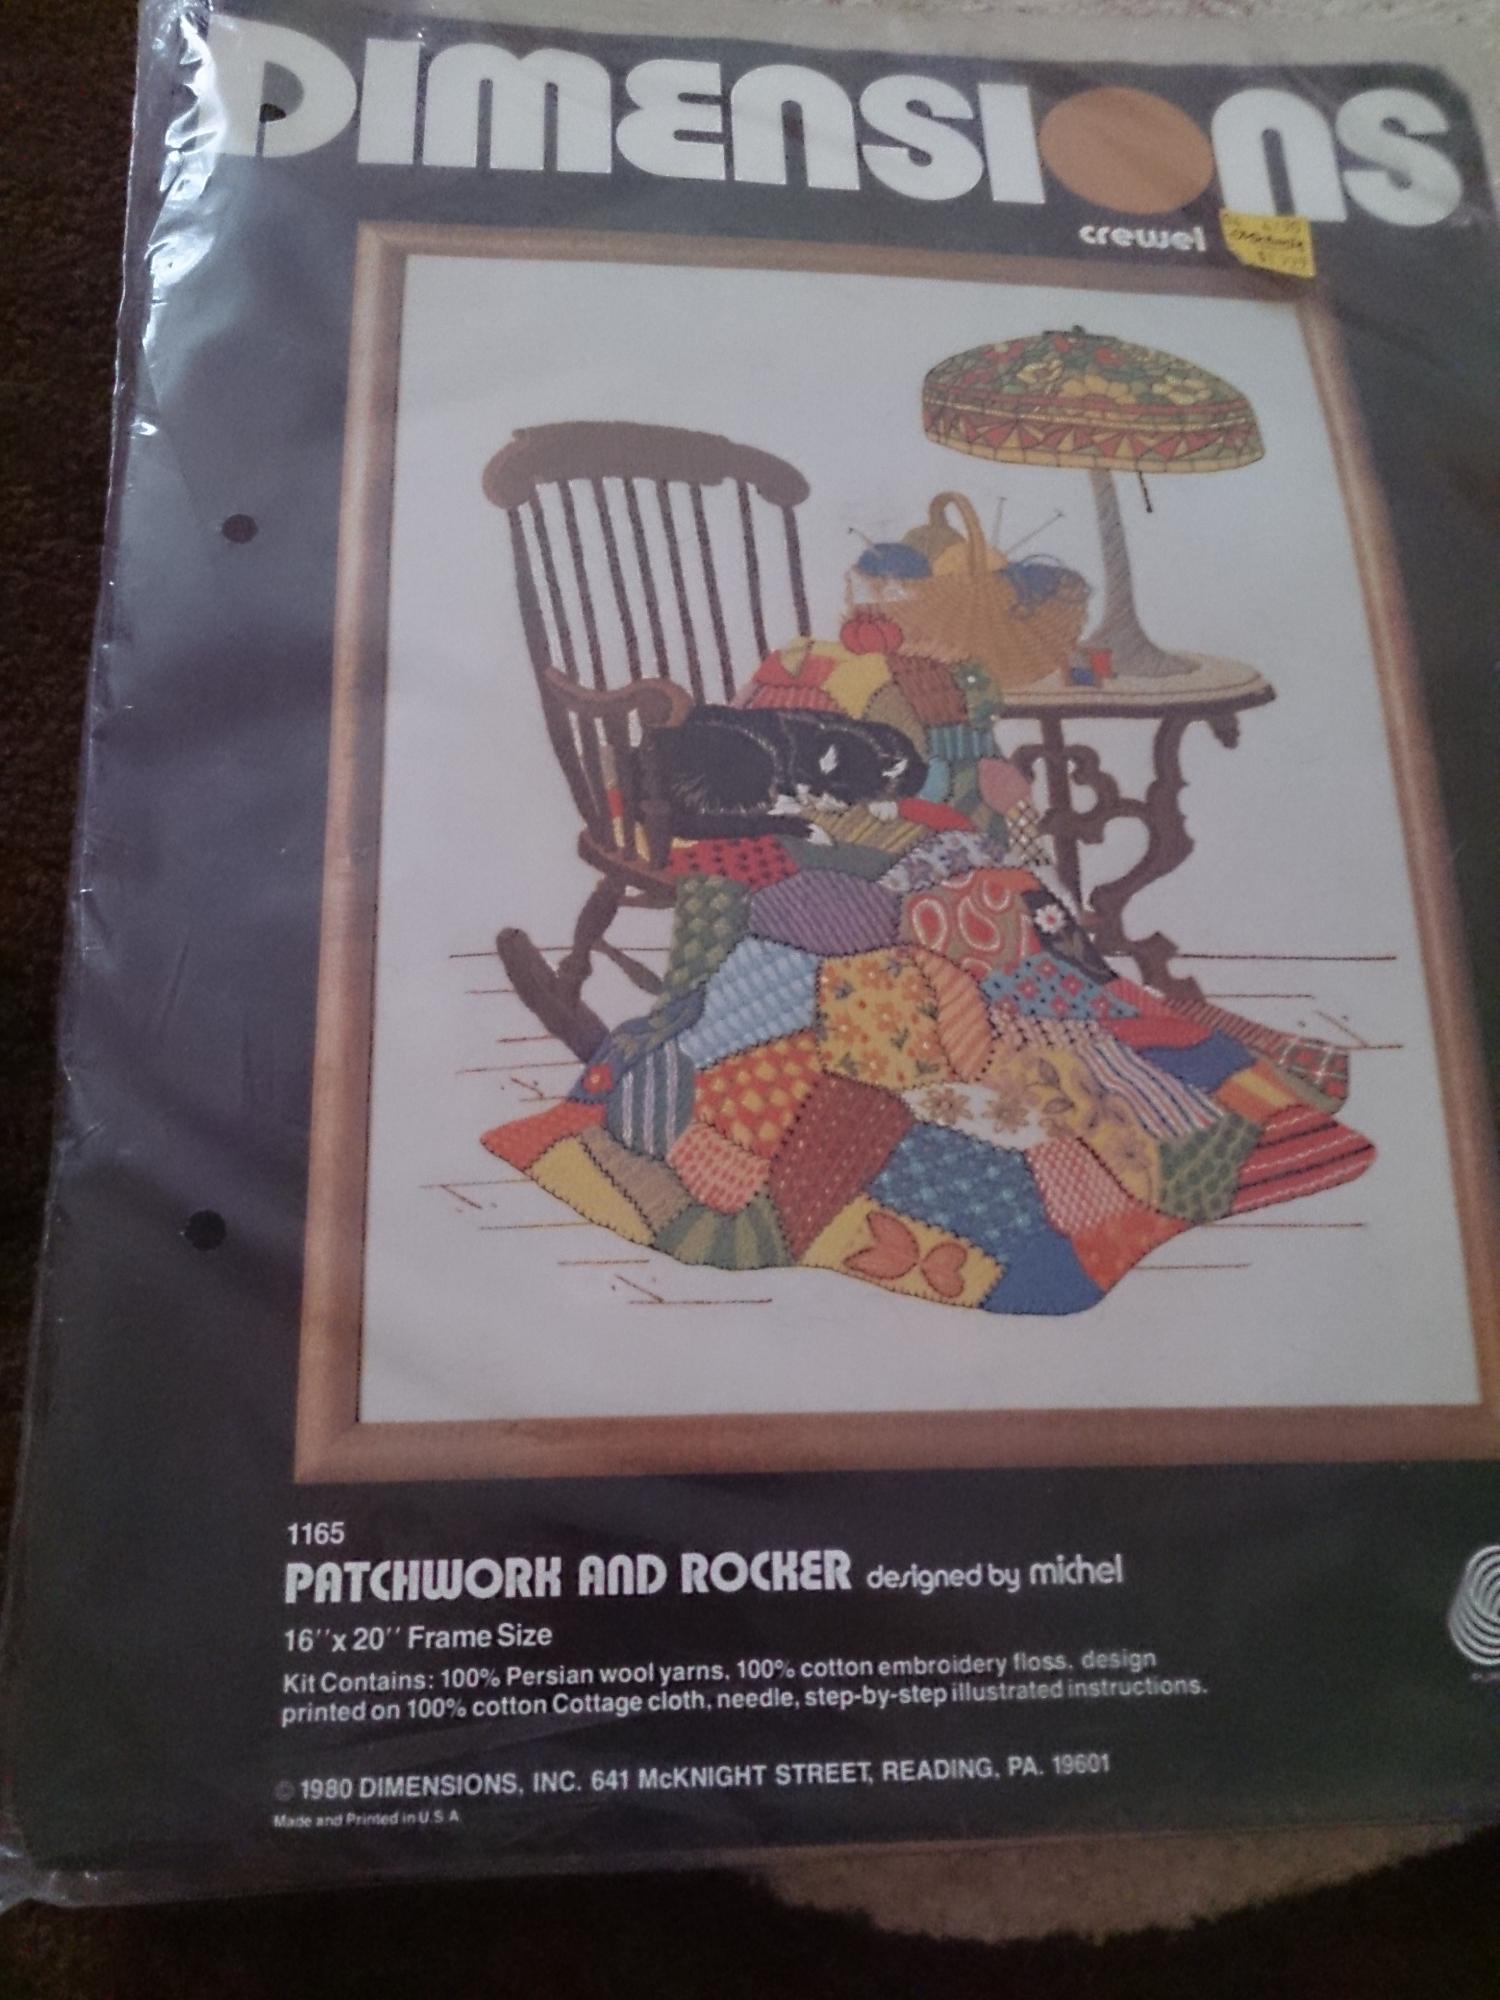 DIMENSIONS
crewel
1165
PATCHWORK AND ROCKER designed by michel
16''x 20'' Frame Size
Kit Contains: 100% Persian wool yarns, 100% cotton embroidery floss, design
printed on 100% cotton Cottage cloth, needle, step-by-step illustrated instructions.
© 1980 DIMENSIONS, INC. 641 McKNIGHT STREET, READING, PA. 19601
Made and Printed in U.S.A.